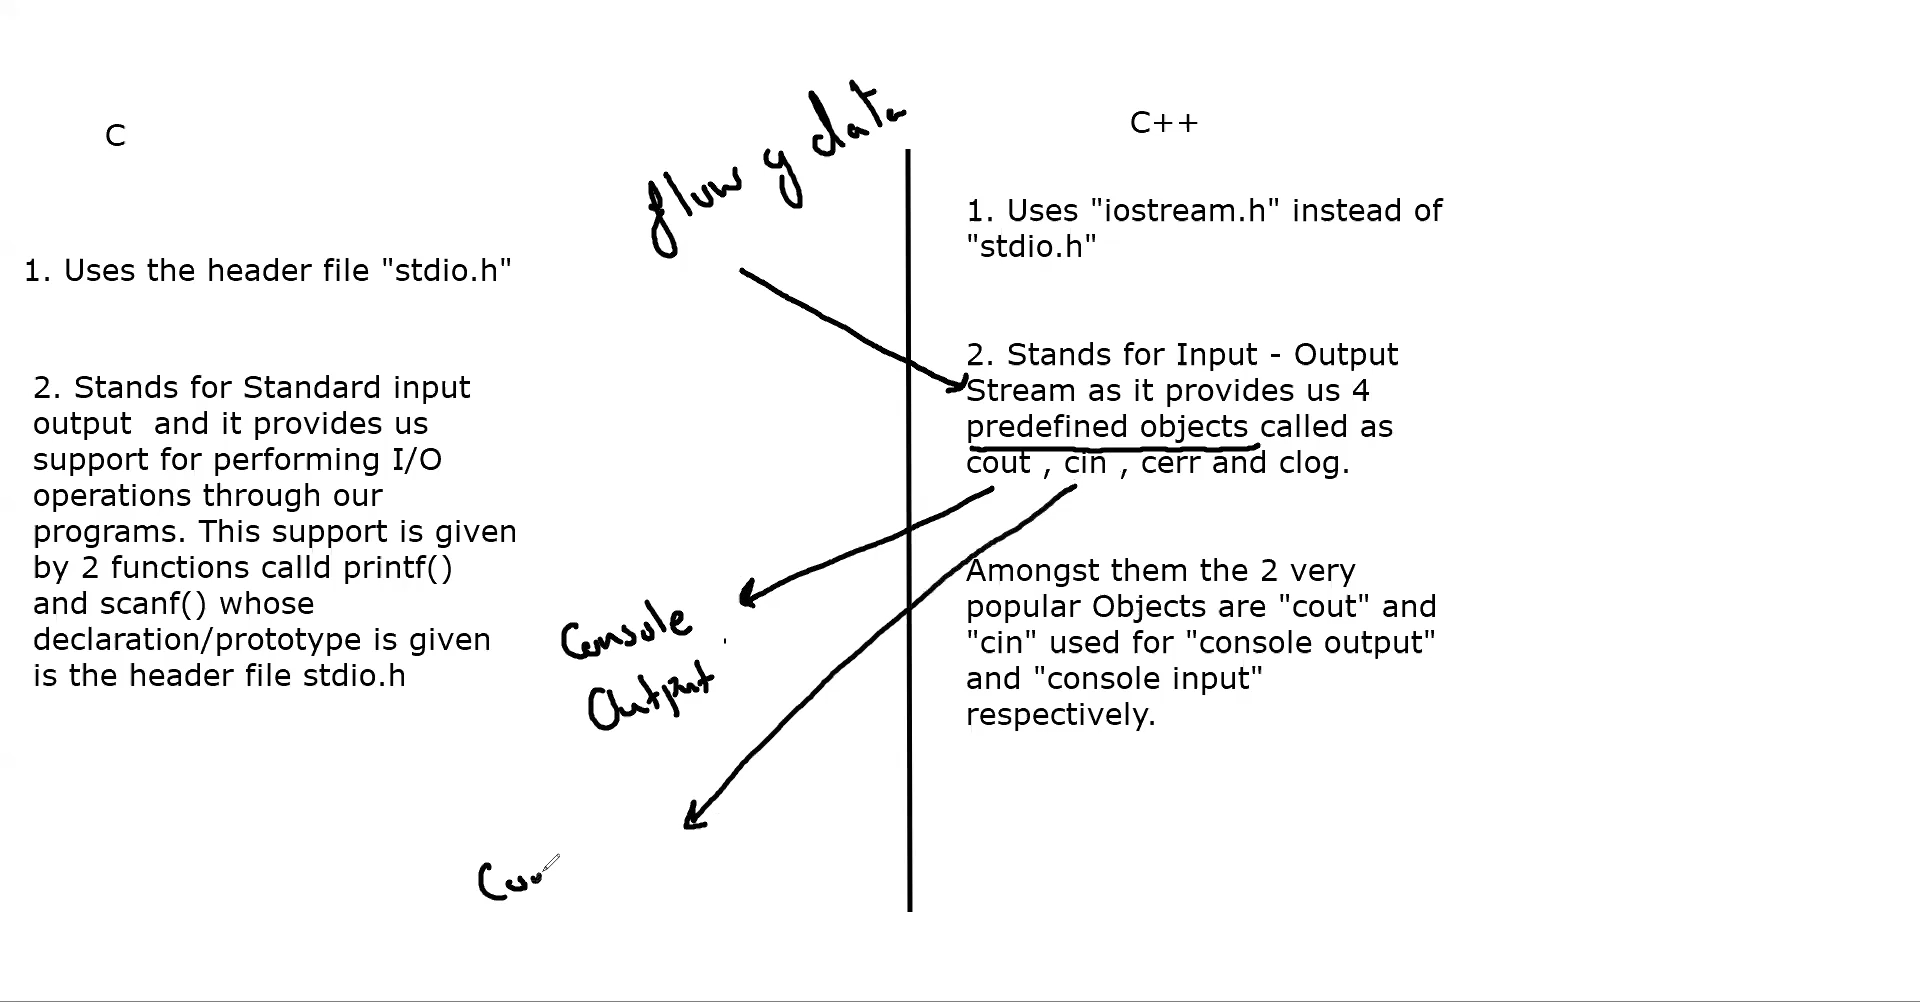 C
1. Uses the header file "stdio.h"
2. Stands for Standard input
output  and it provides us
support for performing I/O
operations through our
programs. This support is given
by 2 functions calld printf()
and scanf() whose
declaration/prototype is given
is the header file stdio.h
flow of data
Console
Output
C++
1. Uses "iostream.h" instead of
"stdio.h"
2. Stands for Input - Output
Stream as it provides us 4
predefined objects called as
cout , cin , cerr and clog.
Amongst them the 2 very
popular Objects are "cout" and
"cin" used for "console output"
and "console input"
respectively.